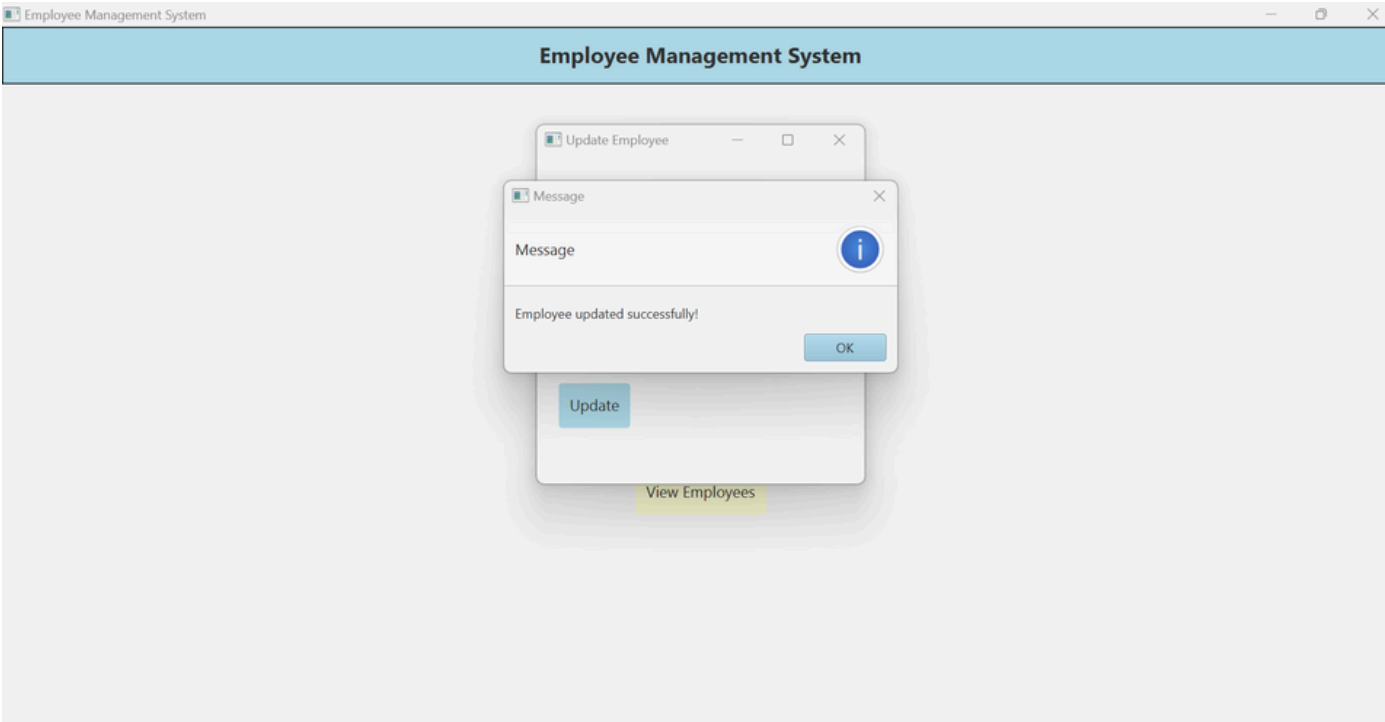 Employee Management System
Employee Management System
Update Employee
Message
Message
i
Employee updated successfully!
OK
Update
View Employees